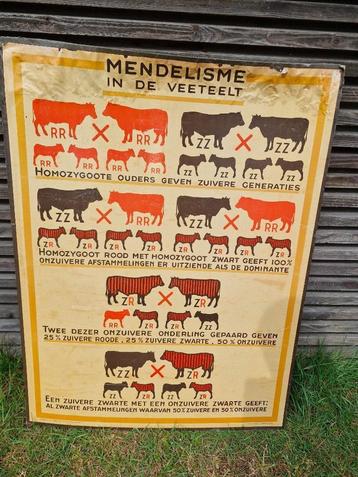 MENDELISME
IN DE VEETEELT
RR RR ZZ ZZ
RR RR RR RR ZZ ZZ ZZ ZZ
HOMOZYGOOTE OUDERS GEVEN ZUIVERE GENERATIES
ZZ RR ZZ RR
ZR ZR ZR ZR ZR ZR ZR ZR
HOMOZYGOOT ROOD MET HOMOZYGOOT ZWART GEEFT 100%
ONZUIVERE AFSTAMMELINGEN ER UITZIENDE ALS DE DOMINANTE
ZR ZR
RR ZR ZZ ZR
TWEE DEZER ONZUIVERE ONDERLING GEPAARD GEVEN
25% ZUIVERE ROODE, 25% ZUIVERE ZWARTE, 50% ONZUIVERE
ZZ ZR
ZZ ZR ZZ ZR
EEN ZUIVERE ZWARTE MET EEN ONZUIVERE ZWARTE GEEFT:
AL ZWARTE AFSTAMMELINGEN WAARVAN 50% ZUIVERE EN 50% ONZUIVERE